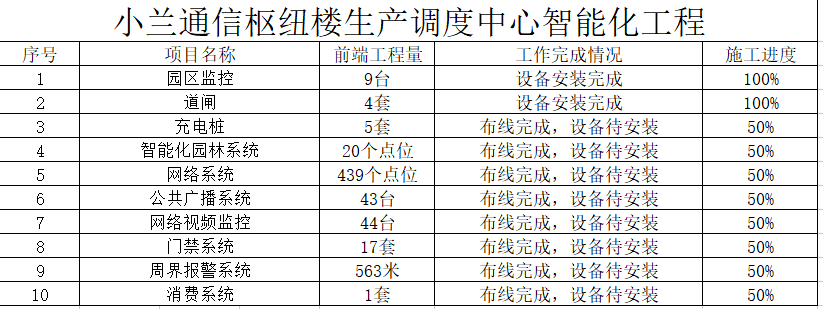 小兰通信枢纽楼生产调度中心智能化工程
序号 项目名称 前端工程量 工作完成情况 施工进度
1 园区监控 9台 设备安装完成 100%
2 道闸 4套 设备安装完成 100%
3 充电桩 5套 布线完成，设备待安装 50%
4 智能化园林系统 20个点位 布线完成，设备待安装 50%
5 网络系统 439个点位 布线完成，设备待安装 50%
6 公共广播系统 43台 布线完成，设备待安装 50%
7 网络视频监控 44台 布线完成，设备待安装 50%
8 门禁系统 17套 布线完成，设备待安装 50%
9 周界报警系统 563米 布线完成，设备待安装 50%
10 消费系统 1套 布线完成，设备待安装 50%